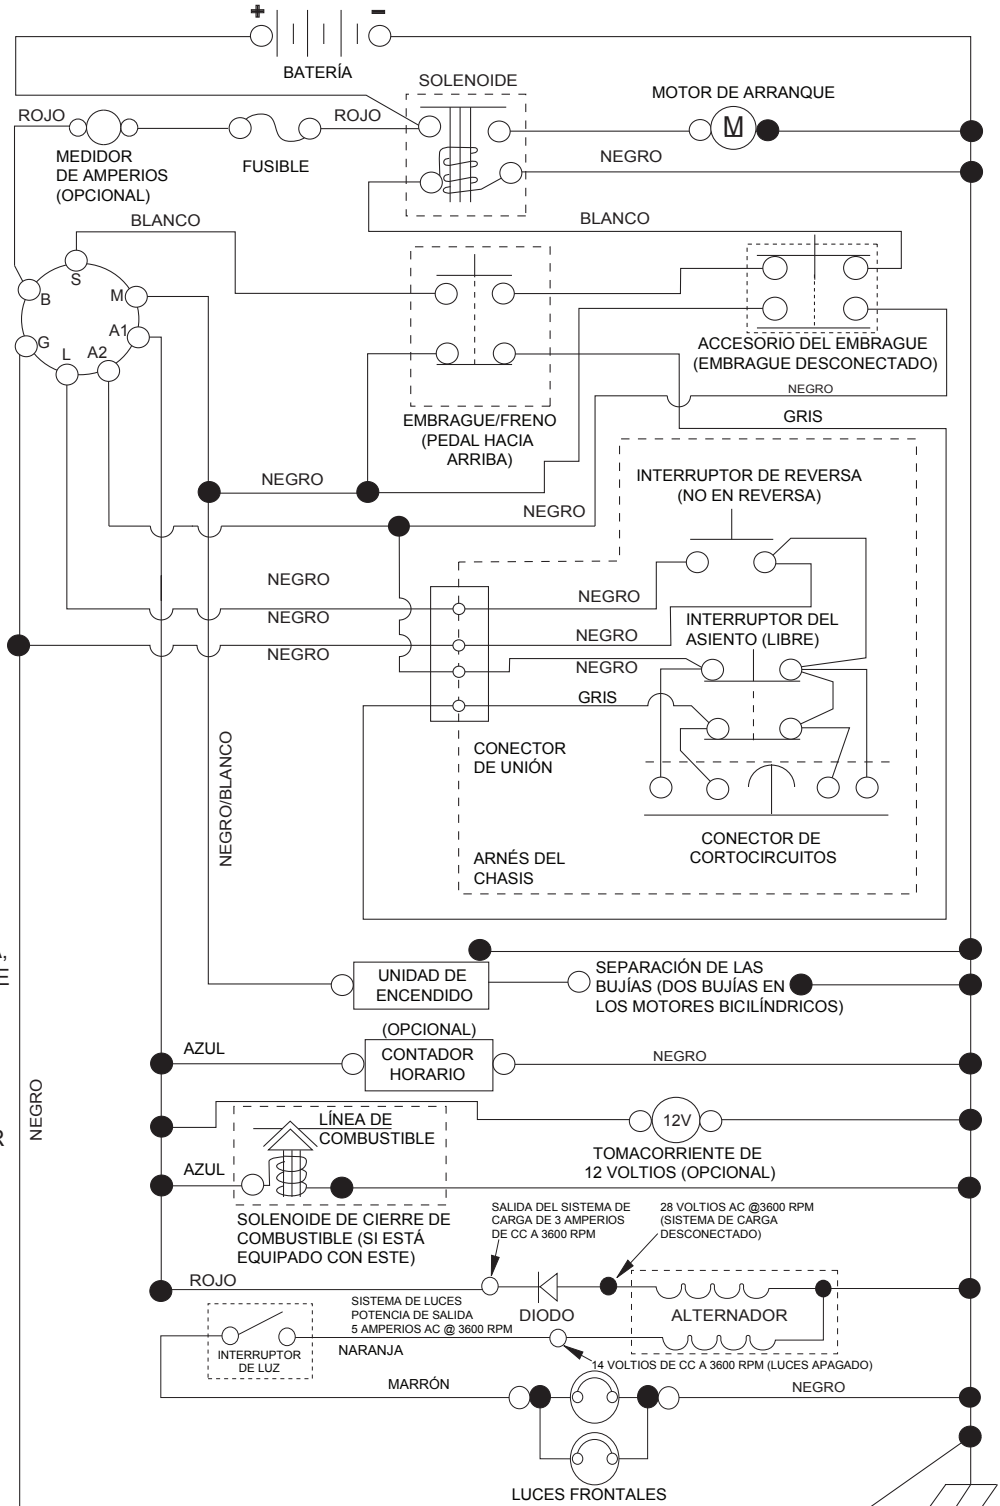 + -
BATERÍA
SOLENOIDE
MOTOR DE ARRANQUE
ROJO
ROJO
M
MEDIDOR
DE AMPERIOS
(OPCIONAL)
FUSIBLE
NEGRO
BLANCO
BLANCO
S
B
M
A1
G
L
A2
ACCESORIO DEL EMBRAGUE
(EMBRAGUE DESCONECTADO)
NEGRO
EMBRAGUE/FRENO
(PEDAL HACIA
ARRIBA)
GRIS
NEGRO
INTERRUPTOR DE REVERSA
(NO EN REVERSA)
NEGRO
NEGRO
NEGRO
NEGRO
INTERRUPTOR DEL
ASIENTO (LIBRE)
NEGRO
NEGRO
NEGRO
GRIS
CONECTOR
DE UNIÓN
NEGRO/BLANCO
CONECTOR DE
CORTOCIRCUITOS
ARNÉS DEL
CHASIS
UNIDAD DE
ENCENDIDO
SEPARACIÓN DE LAS
BUJÍAS (DOS BUJÍAS EN
LOS MOTORES BICILÍNDRICOS)
(OPCIONAL)
AZUL
CONTADOR
HORARIO
NEGRO
NEGRO
LÍNEA DE
COMBUSTIBLE
12V
TOMACORRIENTE DE
12 VOLTIOS (OPCIONAL)
AZUL
SOLENOIDE DE CIERRE DE
COMBUSTIBLE (SI ESTÁ
EQUIPADO CON ESTE)
SALIDA DEL SISTEMA DE
CARGA DE 3 AMPERIOS
DE CC A 3600 RPM
28 VOLTIOS AC @3600 RPM
(SISTEMA DE CARGA
DESCONECTADO)
ROJO
DIODO
ALTERNADOR
SISTEMA DE LUCES
POTENCIA DE SALIDA
5 AMPERIOS AC @ 3600 RPM
NARANJA
INTERRUPTOR
DE LUZ
14 VOLTIOS DE CC A 3600 RPM (LUCES APAGADO)
MARRÓN
NEGRO
LUCES FRONTALES